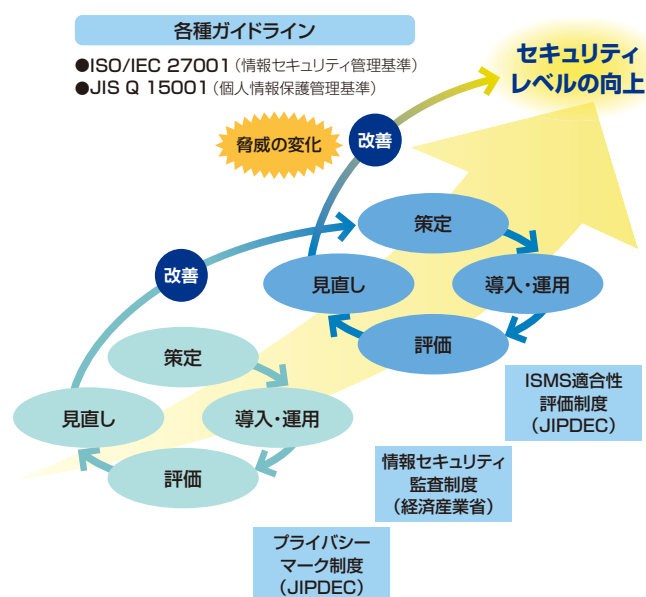 各種ガイドライン
●ISO/IEC 27001（情報セキュリティ管理基準）
●JIS Q 15001（個人情報保護管理基準）
セキュリティ
レベルの向上
脅威の変化
改善
策定
見直し
導入・運用
評価
改善
策定
見直し
導入・運用
評価
ISMS適合性
評価制度
（JIPDEC）
情報セキュリティ
監査制度
（経済産業省）
プライバシー
マーク制度
（JIPDEC）